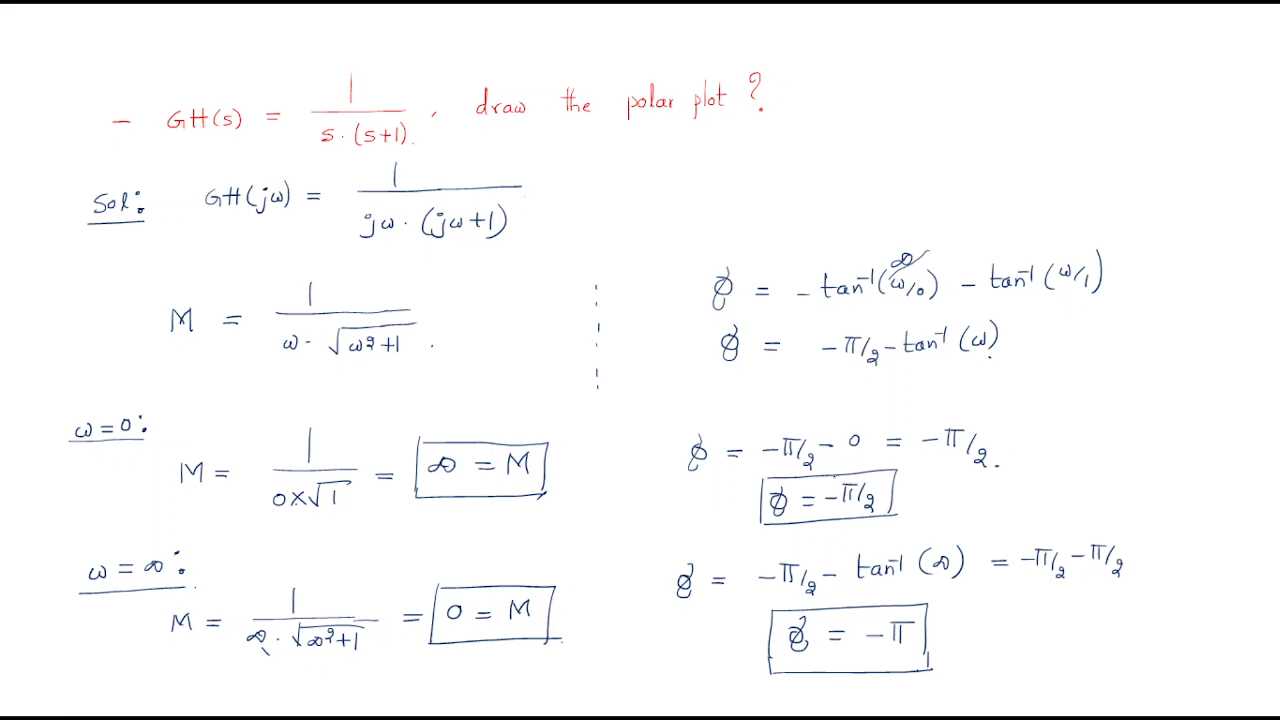 - GH(s) = 1 / s.(s+1) , draw the polar plot ?
Sol: GH(jω) = 1 / jω.(jω+1)
M = 1 / ω.√ω²+1 .
ϕ = - tan⁻¹(ω/0) ∞ - tan⁻¹(ω/1)
ϕ = -π/2 - tan⁻¹(ω).
ω=0:
M = 1 / 0×√1 = ∞ = M
ϕ = -π/2 - 0 = -π/2.
ϕ = -π/2
ω=∞:
M = 1 / ∞.√∞²+1 = 0 = M
ϕ = -π/2 - tan⁻¹(∞) = -π/2 - π/2
ϕ = -π